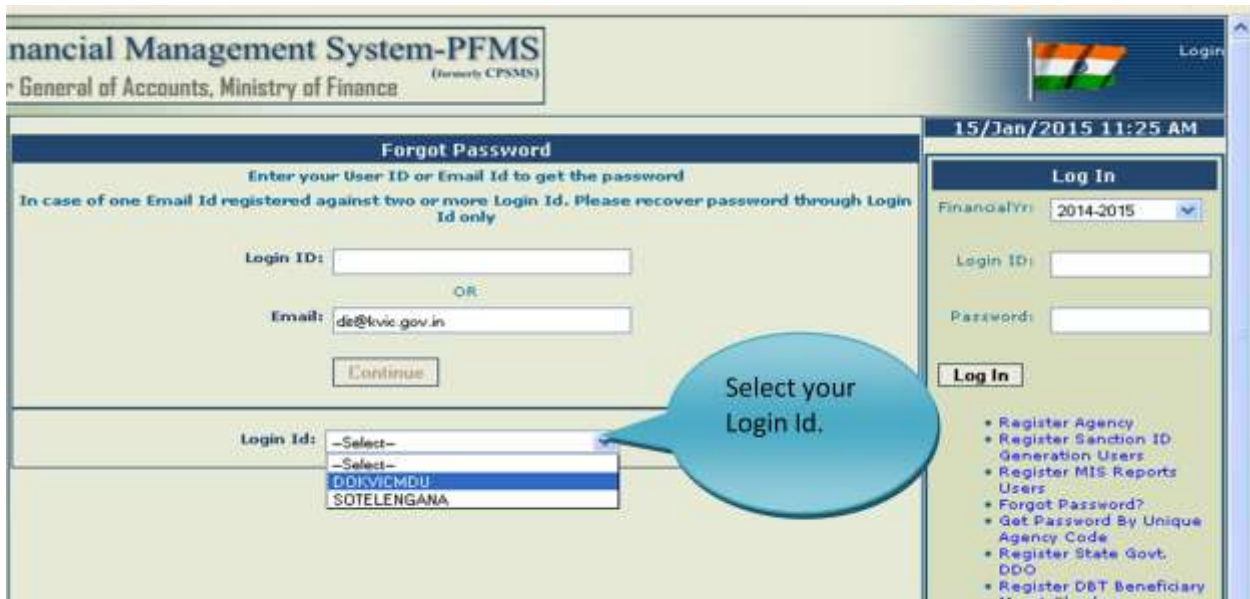 nancial Management System-PFMS
(formerly CPSMS)
r General of Accounts, Ministry of Finance
Login
15/Jan/2015 11:25 AM
Forgot Password
Enter your User ID or Email Id to get the password
In case of one Email Id registered against two or more Login Id. Please recover password through Login
Id only
Login ID:
OR
Email: de@kvic.gov.in
Continue
Login Id: --Select--
--Select--
DOKVICMDU
SOTELENGANA
Select your
Login Id.
Log In
FinancialYr: 2014-2015
Login ID:
Password:
Log In
• Register Agency
• Register Sanction ID
Generation Users
• Register MIS Reports
Users
• Forgot Password?
• Get Password By Unique
Agency Code
• Register State Govt.
DDO
• Register DBT Beneficiary